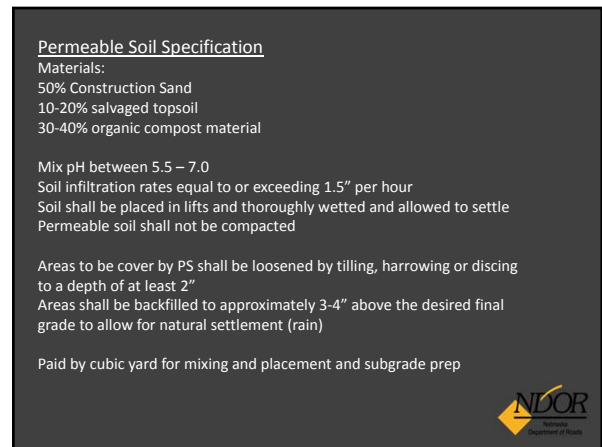 Permeable Soil Specification
Materials:
50% Construction Sand
10-20% salvaged topsoil
30-40% organic compost material
Mix pH between 5.5 – 7.0
Soil infiltration rates equal to or exceeding 1.5” per hour
Soil shall be placed in lifts and thoroughly wetted and allowed to settle
Permeable soil shall not be compacted
Areas to be cover by PS shall be loosened by tilling, harrowing or discing
to a depth of at least 2”
Areas shall be backfilled to approximately 3-4” above the desired final
grade to allow for natural settlement (rain)
Paid by cubic yard for mixing and placement and subgrade prep
NDOR
Nebraska
Department of Roads